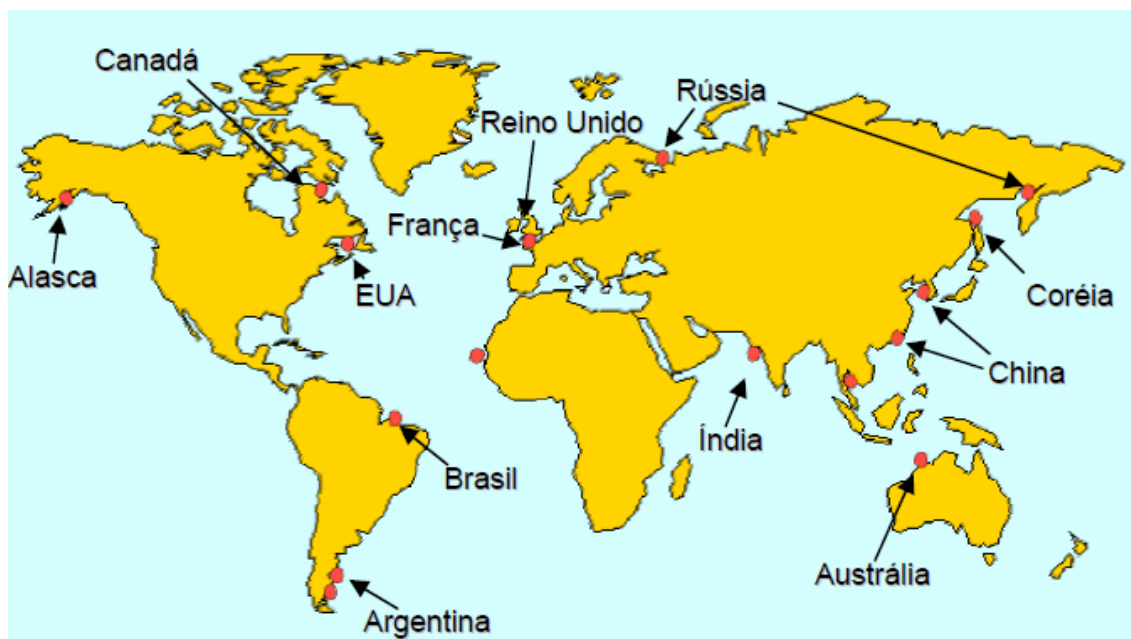 Canadá
Rússia
Reino Unido
França
Alasca
EUA
Coréia
China
Índia
Brasil
Austrália
Argentina